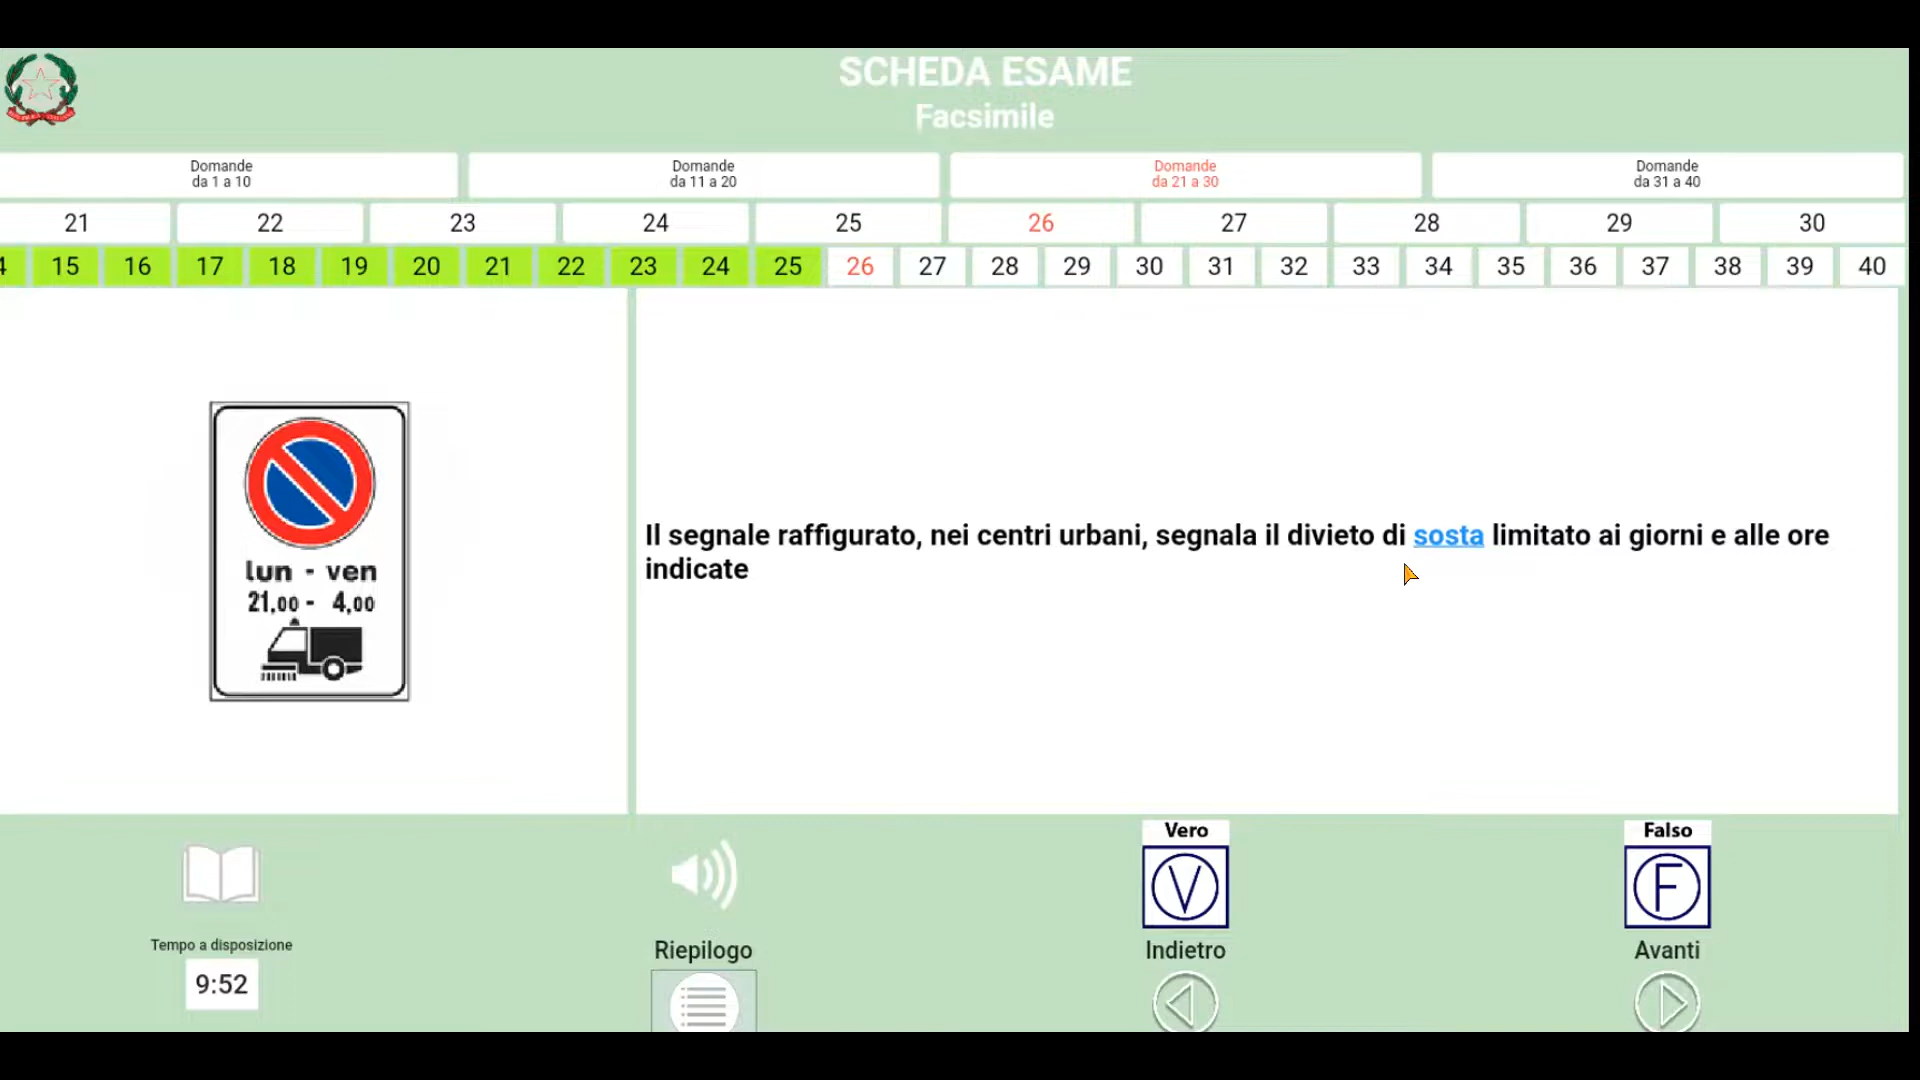 SCHEDA ESAME
Facsimile
Domande
da 1 a 10
Domande
da 11 a 20
Domande
da 21 a 30
Domande
da 31 a 40
21 22 23 24 25 26 27 28 29 30
4 15 16 17 18 19 20 21 22 23 24 25 26 27 28 29 30 31 32 33 34 35 36 37 38 39 40
lun - ven
21,00 - 4,00
Il segnale raffigurato, nei centri urbani, segnala il divieto di sosta limitato ai giorni e alle ore
indicate
Vero
V
Falso
F
Tempo a disposizione
9:52
Riepilogo
Indietro
Avanti